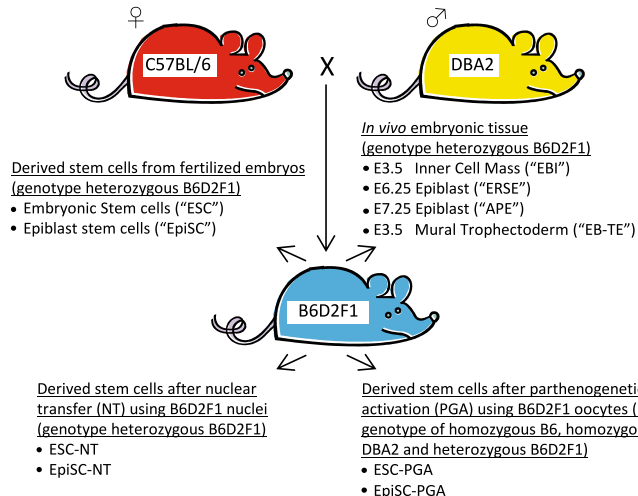 ♀
♂
C57BL/6
X
DBA2
In vivo embryonic tissue
(genotype heterozygous B6D2F1)
• E3.5 Inner Cell Mass (“EBI”)
• E6.25 Epiblast (“ERSE”)
• E7.25 Epiblast (“APE”)
• E3.5 Mural Trophectoderm (“EB-TE”)
Derived stem cells from fertilized embryos
(genotype heterozygous B6D2F1)
• Embryonic Stem cells (“ESC”)
• Epiblast stem cells (“EpiSC”)
B6D2F1
Derived stem cells after nuclear
transfer (NT) using B6D2F1 nuclei
(genotype heterozygous B6D2F1)
• ESC-NT
• EpiSC-NT
Derived stem cells after parthenogeneti
activation (PGA) using B6D2F1 oocytes (
genotype of homozygous B6, homozygo
DBA2 and heterozygous B6D2F1)
• ESC-PGA
• EpiSC-PGA